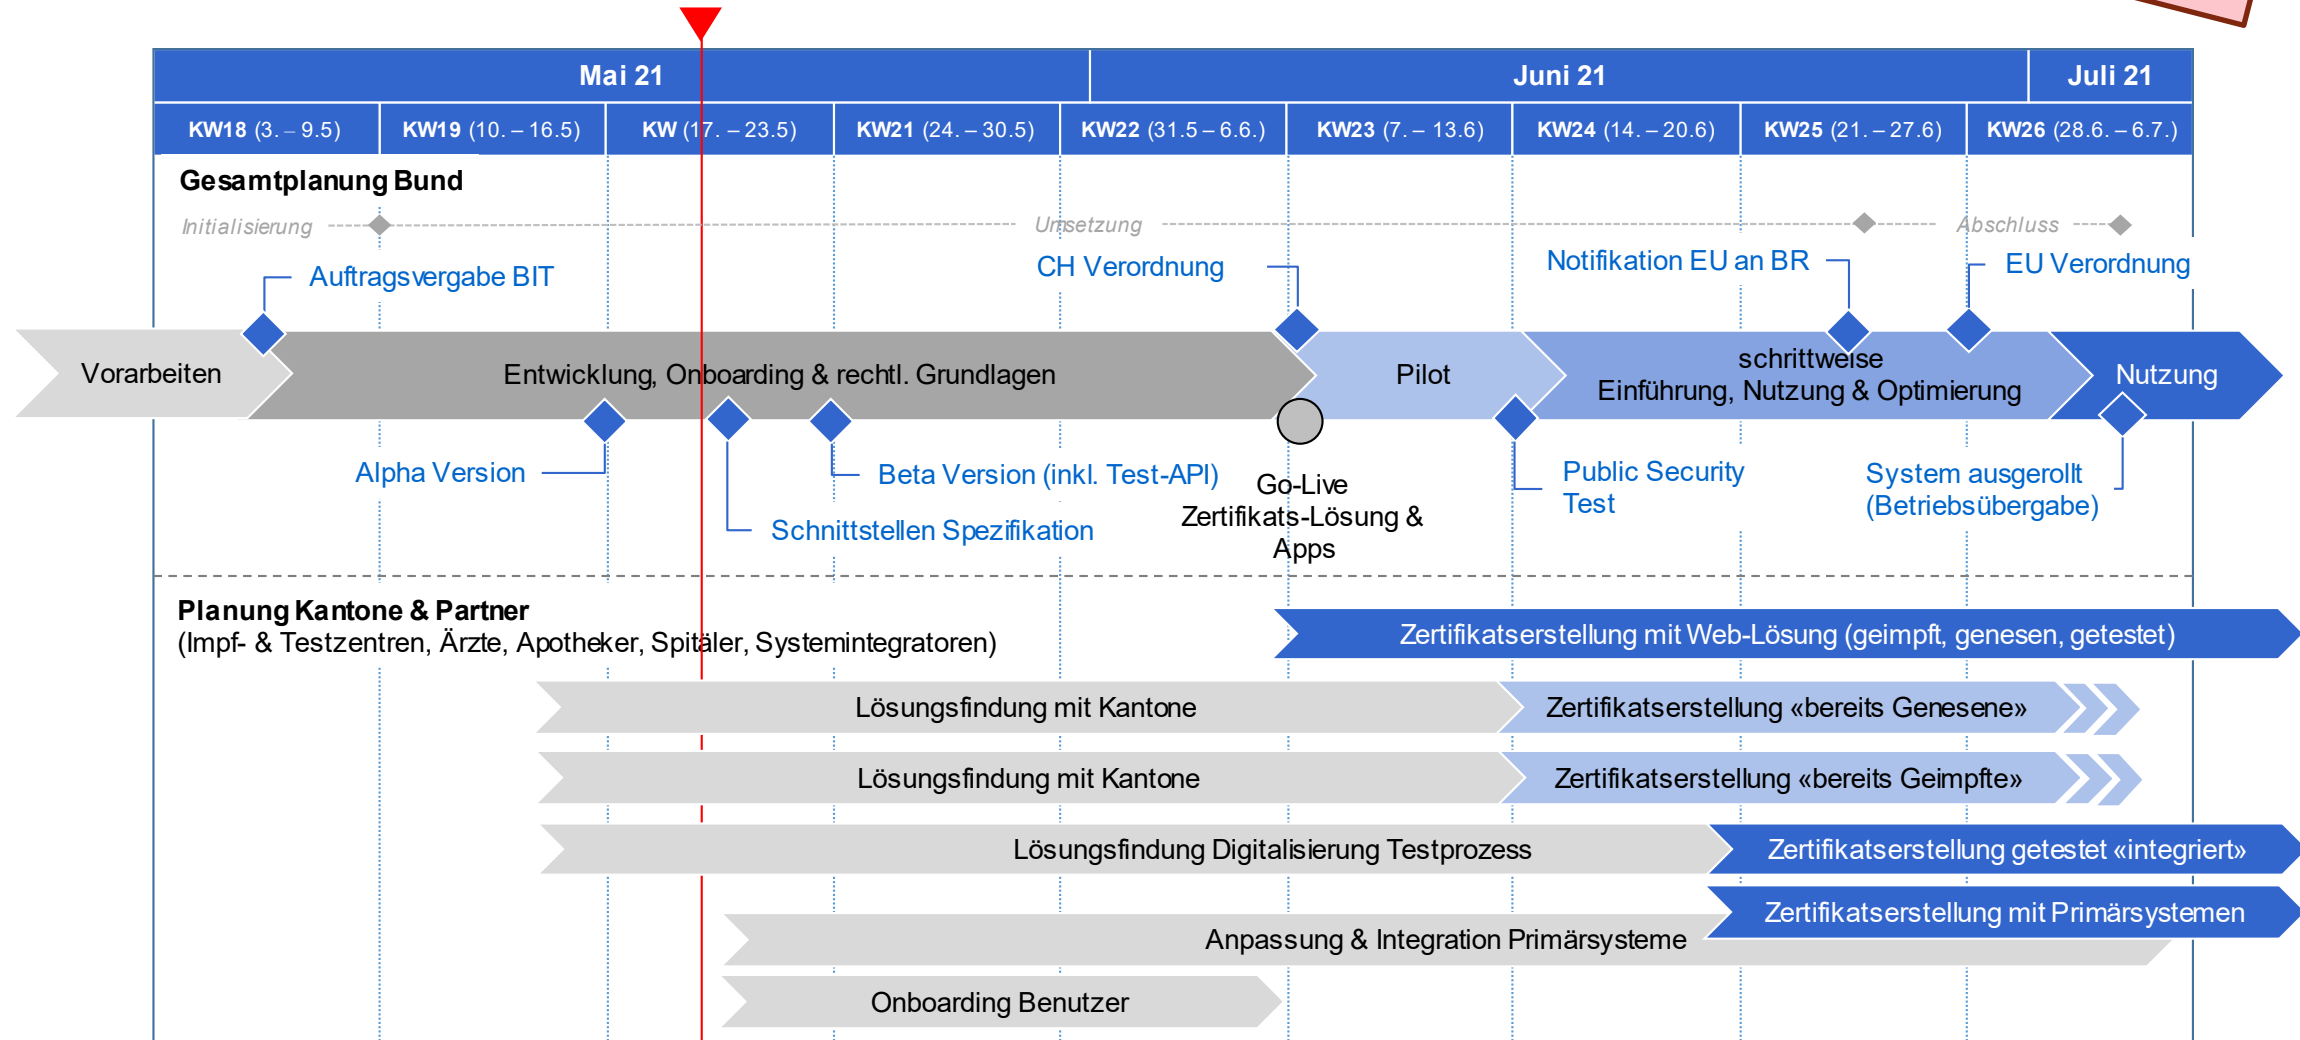 Mai 21
Juni 21
Juli 21
KW18 (3. – 9.5)
KW19 (10. – 16.5)
KW (17. – 23.5)
KW21 (24. – 30.5)
KW22 (31.5 – 6.6.)
KW23 (7. – 13.6)
KW24 (14. – 20.6)
KW25 (21. – 27.6)
KW26 (28.6. – 6.7.)
Gesamtplanung Bund
Initialisierung
Umsetzung
Abschluss
Auftragsvergabe BIT
CH Verordnung
Notifikation EU an BR
EU Verordnung
Vorarbeiten
Entwicklung, Onboarding & rechtl. Grundlagen
Pilot
schrittweise
Einführung, Nutzung & Optimierung
Nutzung
Alpha Version
Schnittstellen Spezifikation
Beta Version (inkl. Test-API)
Go-Live
Zertifikats-Lösung &
Apps
Public Security
Test
System ausgerollt
(Betriebsübergabe)
Planung Kantone & Partner
(Impf- & Testzentren, Ärzte, Apotheker, Spitäler, Systemintegratoren)
Zertifikatserstellung mit Web-Lösung (geimpft, genesen, getestet)
Lösungsfindung mit Kantone
Zertifikatserstellung «bereits Genesene»
Lösungsfindung mit Kantone
Zertifikatserstellung «bereits Geimpfte»
Lösungsfindung Digitalisierung Testprozess
Zertifikatserstellung getestet «integriert»
Zertifikatserstellung mit Primärsystemen
Anpassung & Integration Primärsysteme
Onboarding Benutzer